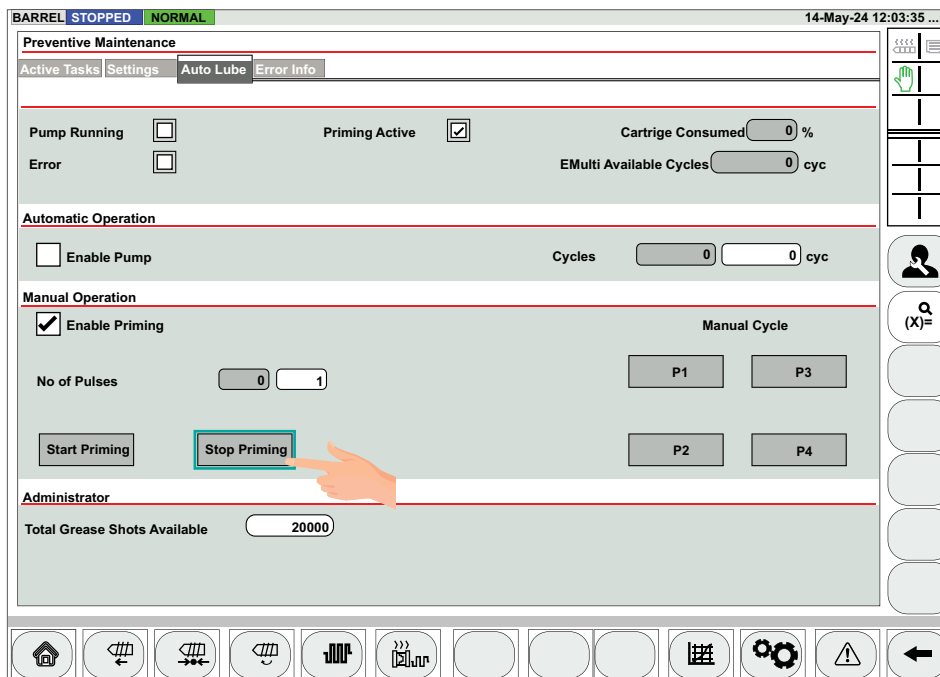 BARREL STOPPED NORMAL 14-May-24 12:03:35 ...
Preventive Maintenance
Active Tasks Settings Auto Lube Error Info
Pump Running Priming Active Cartrige Consumed 0 %
Error EMulti Available Cycles 0 cyc
Automatic Operation
Enable Pump Cycles 0 0 cyc
Manual Operation
Enable Priming Manual Cycle
(X)=
P1 P3
No of Pulses 0 1
Start Priming Stop Priming P2 P4
Administrator
Total Grease Shots Available 20000